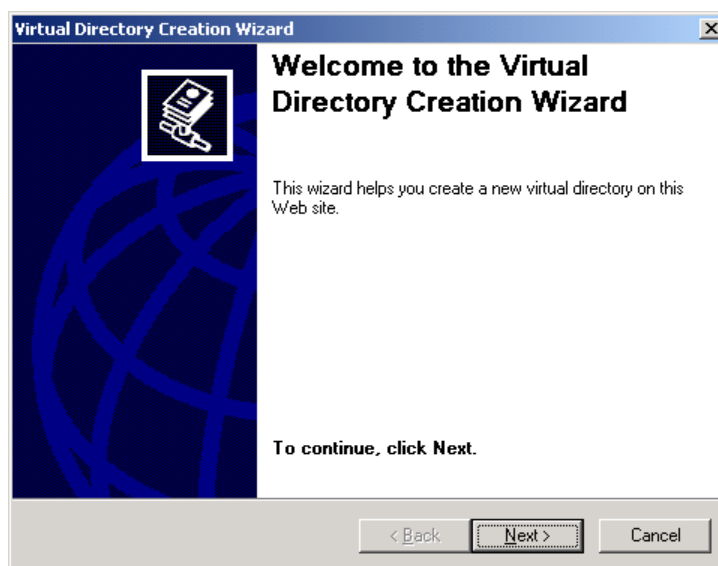 Virtual Directory Creation Wizard
Welcome to the Virtual
Directory Creation Wizard
This wizard helps you create a new virtual directory on this
Web site.
To continue, click Next.
< Back
Next >
Cancel